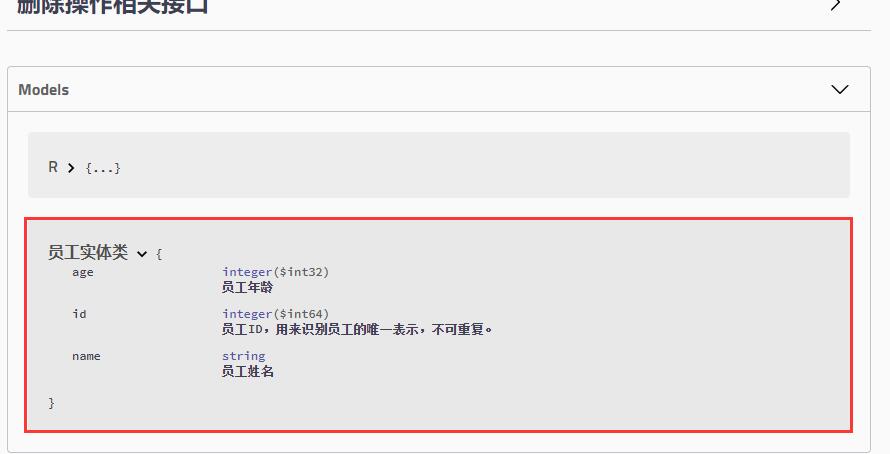 删除操作相关接口
Models
R {...}
员工实体类 {
age integer($int32)
员工年龄
id integer($int64)
员工ID，用来识别员工的唯一表示，不可重复。
name string
员工姓名
}